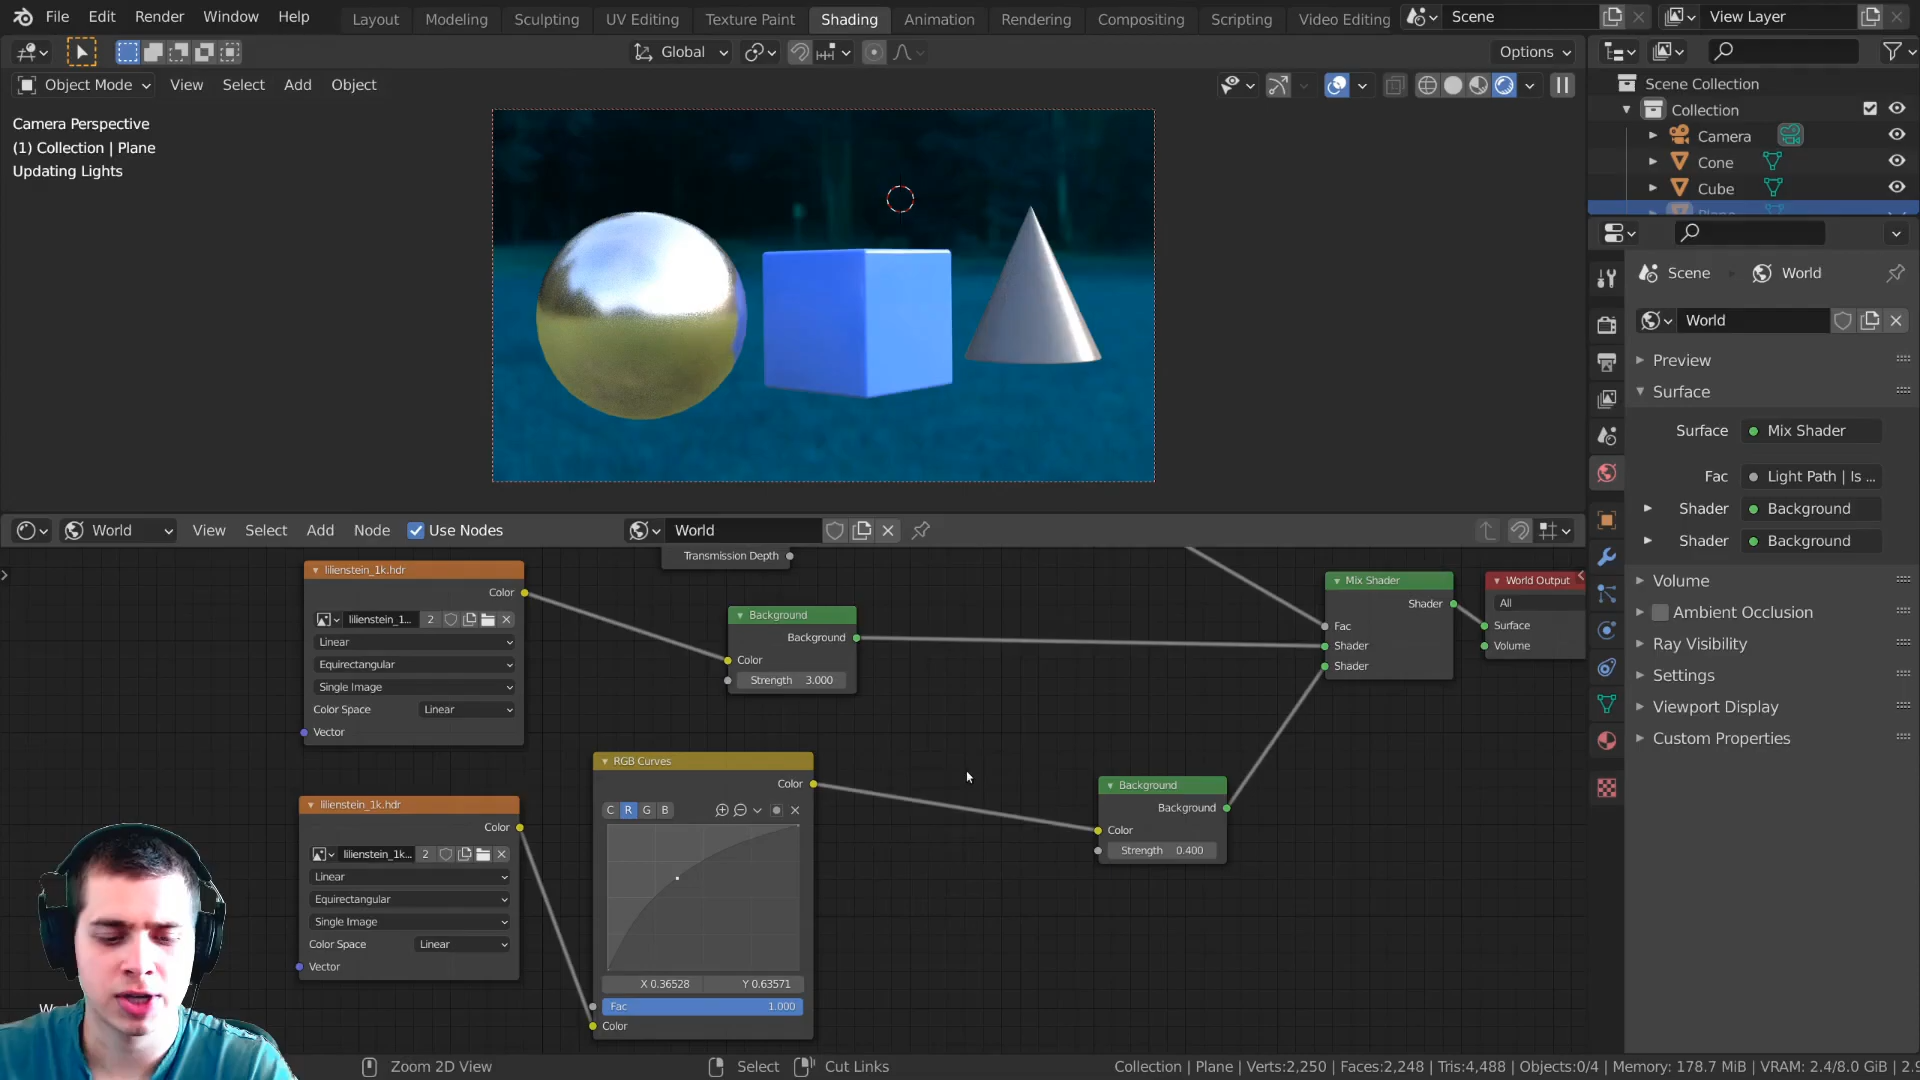 File Edit Render Window Help Layout Modeling Sculpting UV Editing Texture Paint Shading Animation Rendering Compositing Scripting Video Editing Scene View Layer
Global Options
Object Mode View Select Add Object
Camera Perspective
(1) Collection | Plane
Updating Lights
Scene Collection
Collection
Camera
Cone
Cube
Scene World
World
Preview
Surface
Surface Mix Shader
Fac Light Path | Is ...
Shader Background
Shader Background
Volume
Ambient Occlusion
Ray Visibility
Settings
Viewport Display
Custom Properties
World View Select Add Node Use Nodes World
Transmission Depth
lilienstein_1k.hdr
Color
lilienstein_1... 2
Linear
Equirectangular
Single Image
Color Space Linear
Vector
Background
Background
Color
Strength 3.000
Mix Shader
Shader
Fac
Shader
Shader
World Output
All
Surface
Volume
lilienstein_1k.hdr
Color
lilienstein_1k... 2
Linear
Equirectangular
Single Image
Color Space Linear
Vector
RGB Curves
Color
C R G B
X 0.36528 Y 0.63571
Fac 1.000
Color
Background
Background
Color
Strength 0.400
Zoom 2D View Select Cut Links Collection | Plane | Verts:2,250 | Faces:2,248 | Tris:4,488 | Objects:0/4 | Memory: 178.7 MiB | VRAM: 2.4/8.0 GiB | 2.9